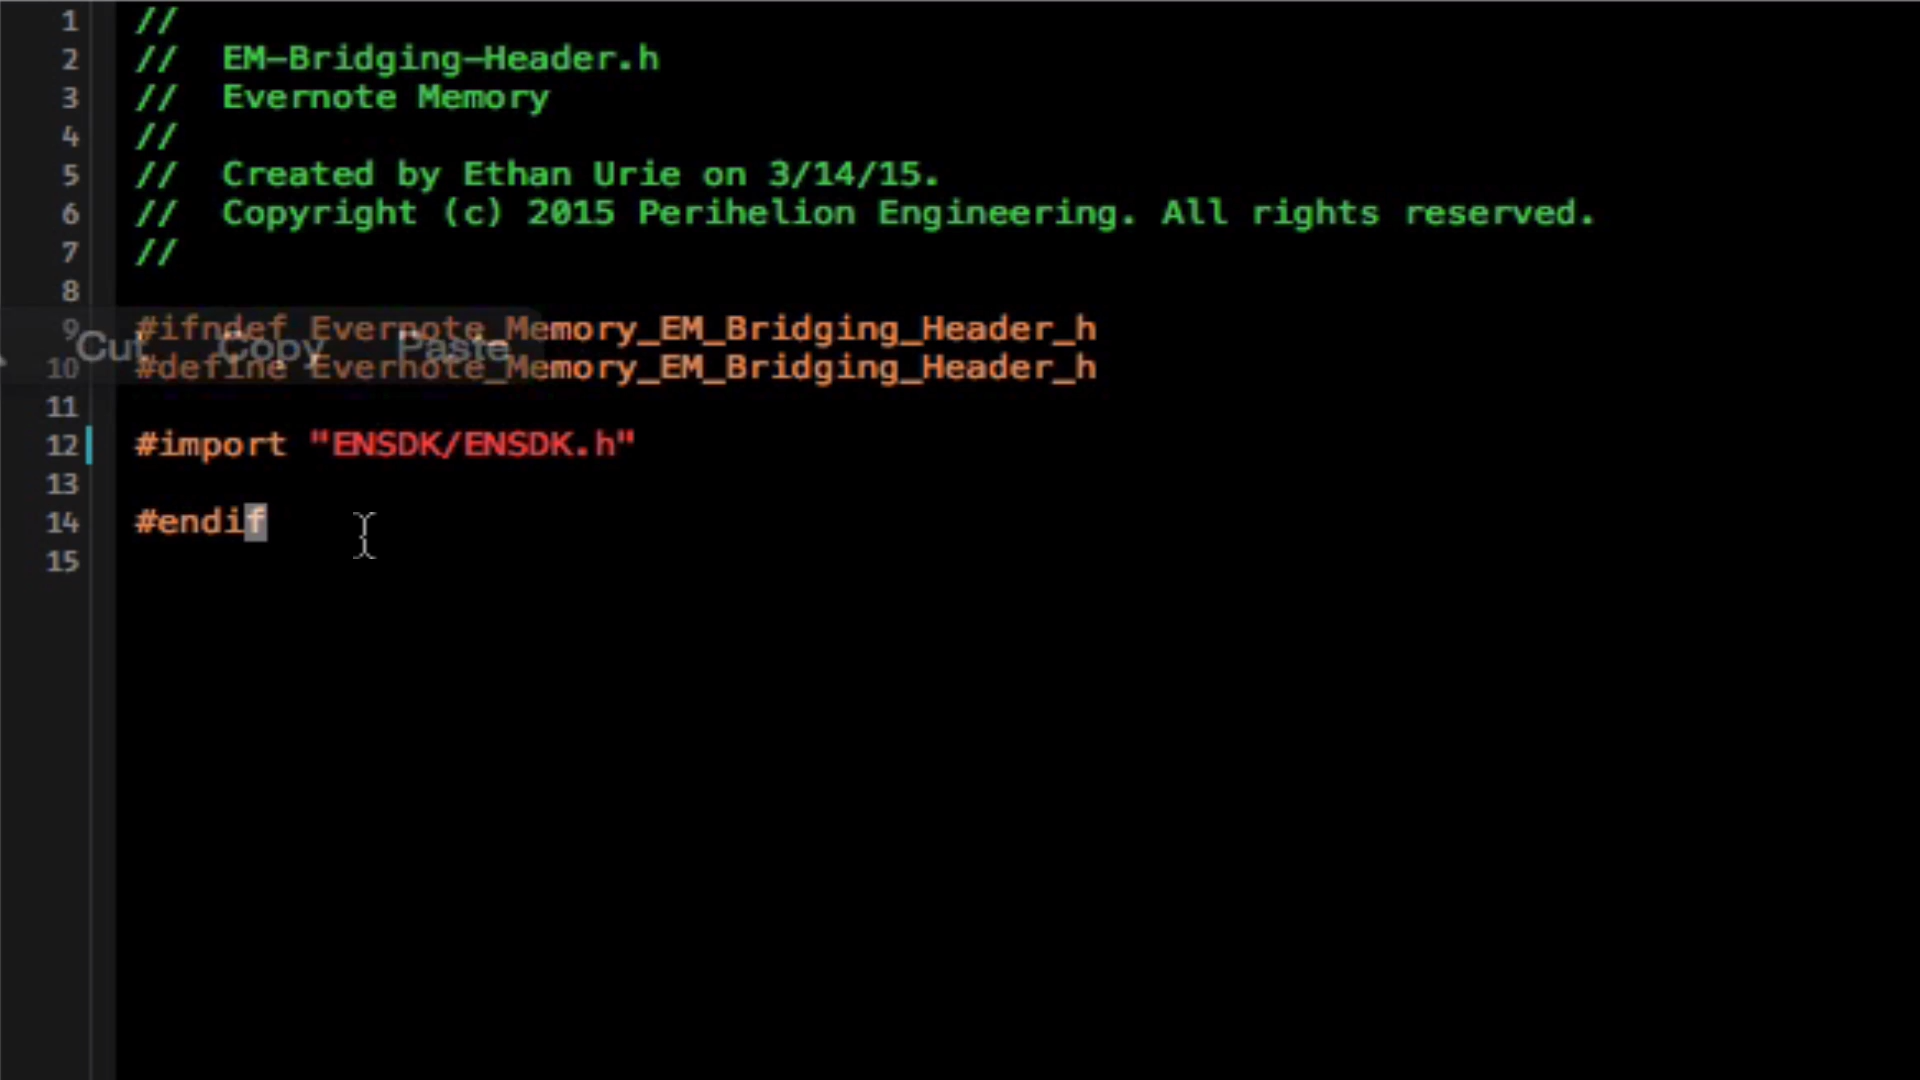 1 //
2 // EM-Bridging-Header.h
3 // Evernote Memory
4 //
5 // Created by Ethan Urie on 3/14/15.
6 // Copyright (c) 2015 Perihelion Engineering. All rights reserved.
7 //
8
9 #ifndef Evernote_Memory_EM_Bridging_Header_h
Cut Copy Paste
10 #define Evernote_Memory_EM_Bridging_Header_h
11
12 #import "ENSDK/ENSDK.h"
13
14 #endif
15